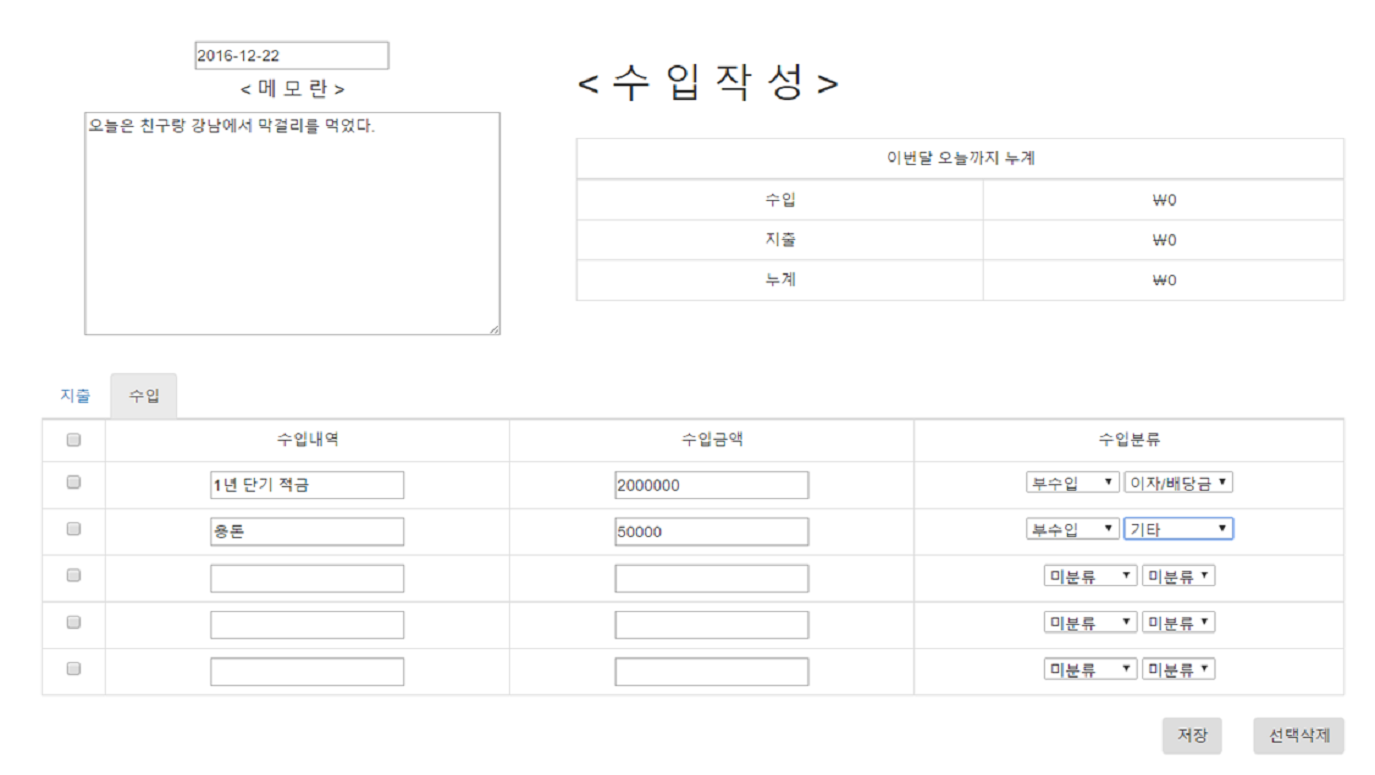 2016-12-22
< 메 모 란 >
오늘은 친구랑 강남에서 막걸리를 먹었다.
< 수 입 작 성 >
이번달 오늘까지 누계
수입 ₩0
지출 ₩0
누계 ₩0
지출 수입
수입내역 수입금액 수입분류
1년 단기 적금 2000000 부수입 이자/배당금
용돈 50000 부수입 기타
미분류 미분류
미분류 미분류
미분류 미분류
저장 선택삭제